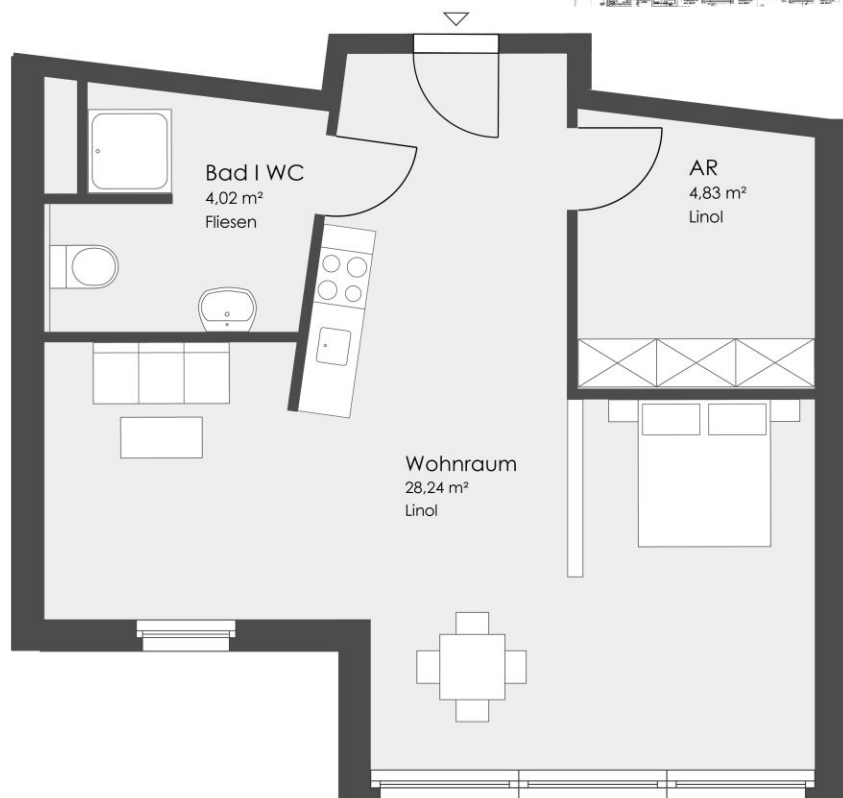 Bad I WC
4,02 m²
Fliesen
AR
4,83 m²
Linol
Wohnraum
28,24 m²
Linol